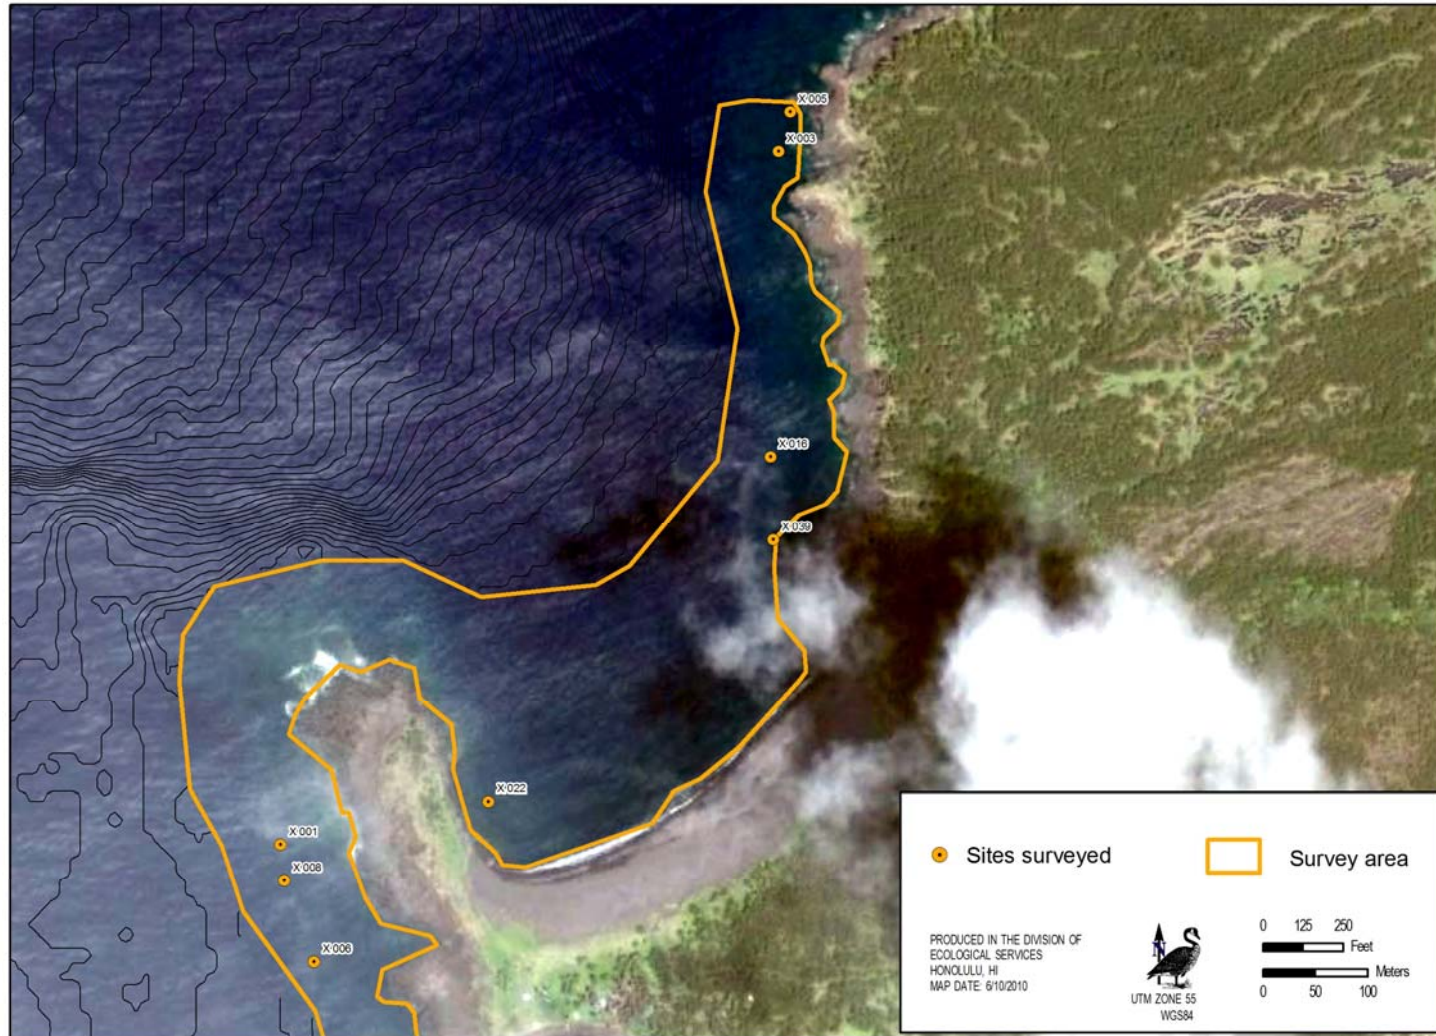 X 005
X 003
X 016
X 039
X 022
X 001
X 008
X 006
Sites surveyed
Survey area
PRODUCED IN THE DIVISION OF
ECOLOGICAL SERVICES
HONOLULU, HI
MAP DATE: 6/10/2010
N
UTM ZONE 55
WGS84
0 125 250
Feet
Meters
0 50 100